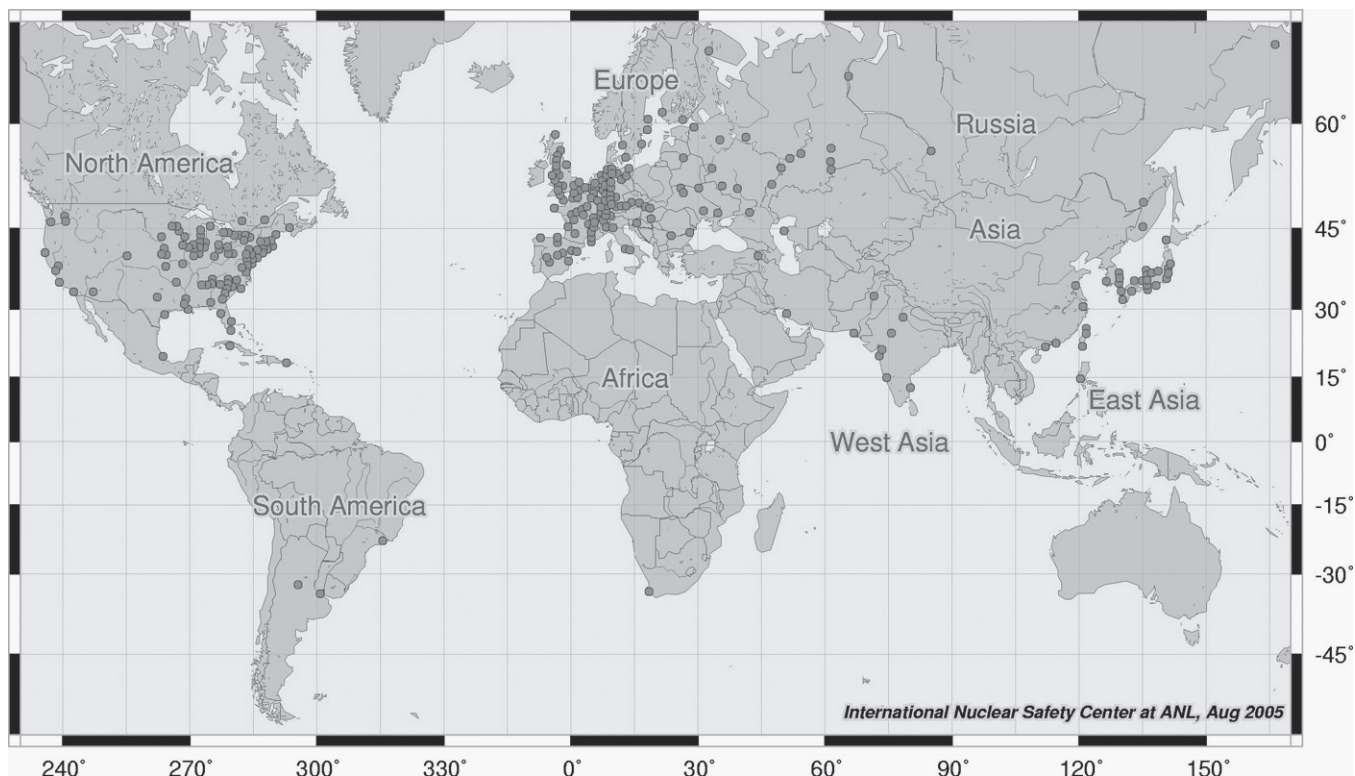 Europe
60°
Russia
North America
45°
Asia
30°
Africa
15°
East Asia
West Asia
0°
South America
-15°
-30°
-45°
International Nuclear Safety Center at ANL, Aug 2005
240° 270° 300° 330° 0° 30° 60° 90° 120° 150°